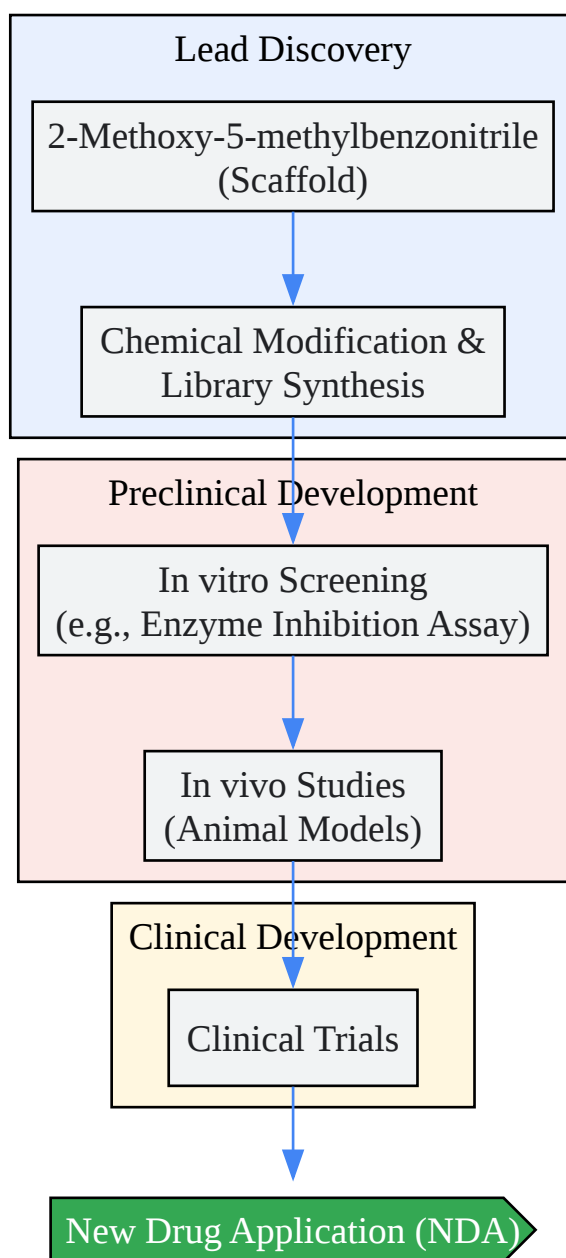 Lead Discovery
2-Methoxy-5-methylbenzonitrile
(Scaffold)
Chemical Modification &
Library Synthesis
Preclinical Development
In vitro Screening
(e.g., Enzyme Inhibition Assay)
In vivo Studies
(Animal Models)
Clinical Development
Clinical Trials
New Drug Application (NDA)